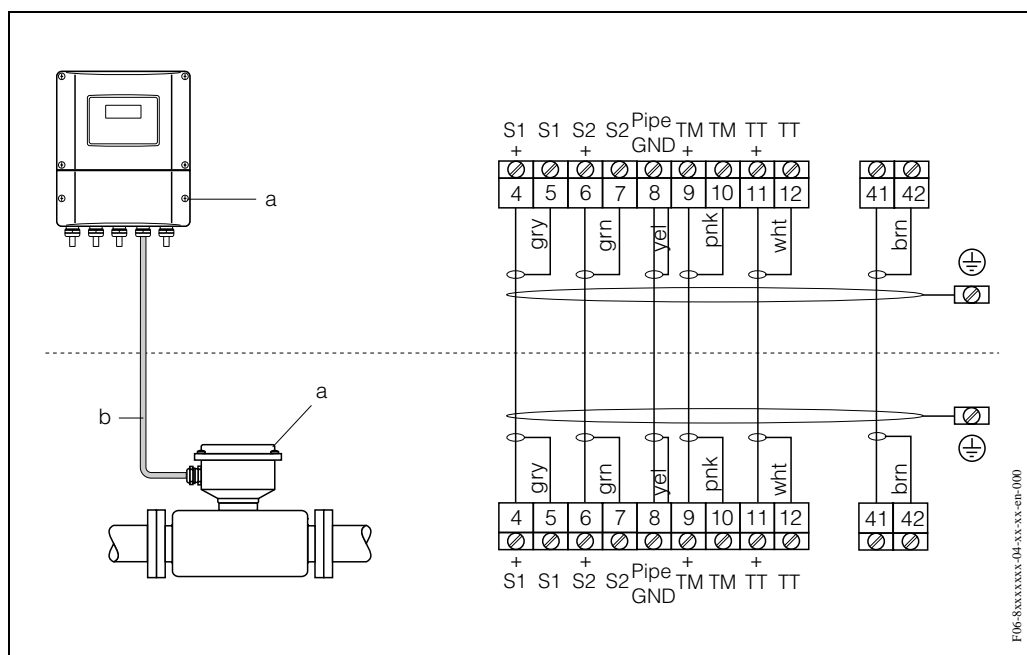 a
b
a
S1 S1 S2 S2 Pipe GND TM TM TT TT
+ + + +
4 5 6 7 8 9 10 11 12 41 42
gry grn yel pnk wht brn
gry grn yel pnk wht brn
4 5 6 7 8 9 10 11 12 41 42
+ + + +
S1 S1 S2 S2 Pipe GND TM TM TT TT
F06-8xxxxxxx-04-xx-xx-en-000